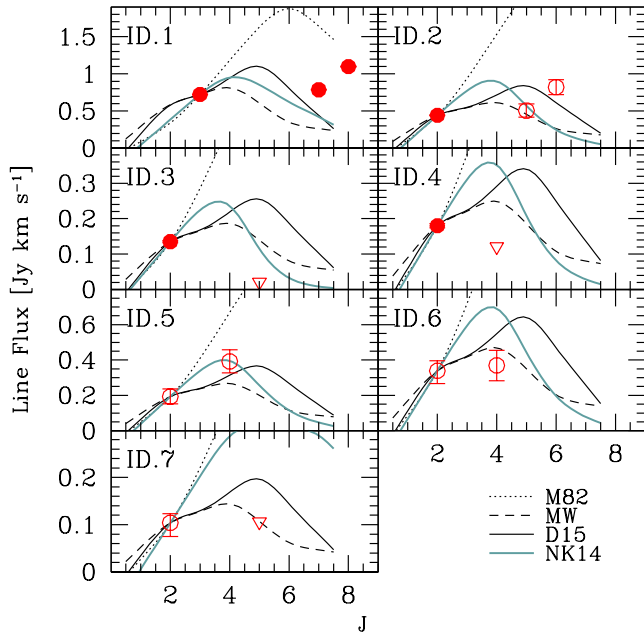 ID.1
ID.2
1.5
1
0.5
0
ID.3
ID.4
0.3
0.2
0.1
0
ID.5
ID.6
0.6
0.4
0.2
0
ID.7
0.2
0.1
0
2 4 6 8
2 4 6 8
Line Flux [Jy km s⁻¹]
J
M82
MW
D15
NK14